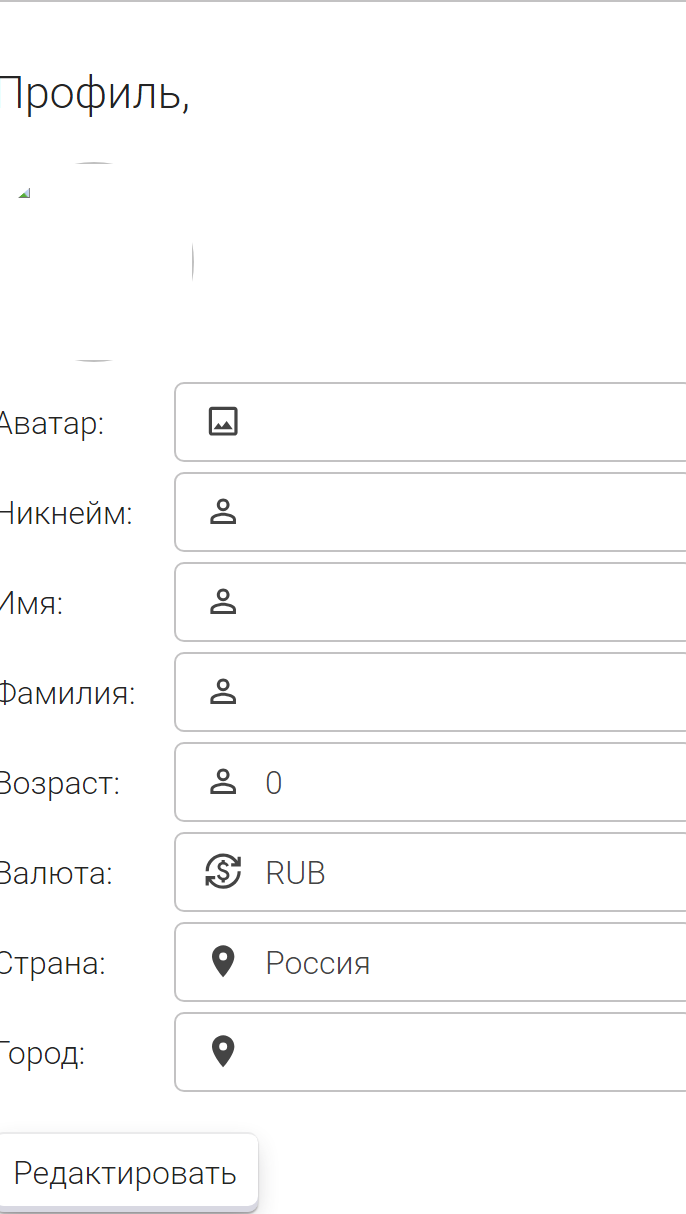 Профиль,
Аватар:
Никнейм:
Имя:
Фамилия:
Возраст: 0
Валюта: RUB
Страна: Россия
Город:
Редактировать